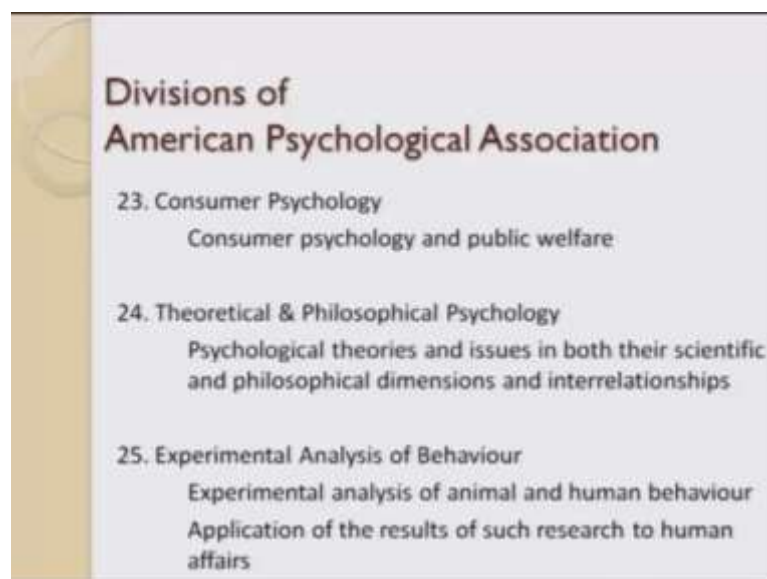 Divisions of
American Psychological Association
23. Consumer Psychology
Consumer psychology and public welfare
24. Theoretical & Philosophical Psychology
Psychological theories and issues in both their scientific
and philosophical dimensions and interrelationships
25. Experimental Analysis of Behaviour
Experimental analysis of animal and human behaviour
Application of the results of such research to human
affairs